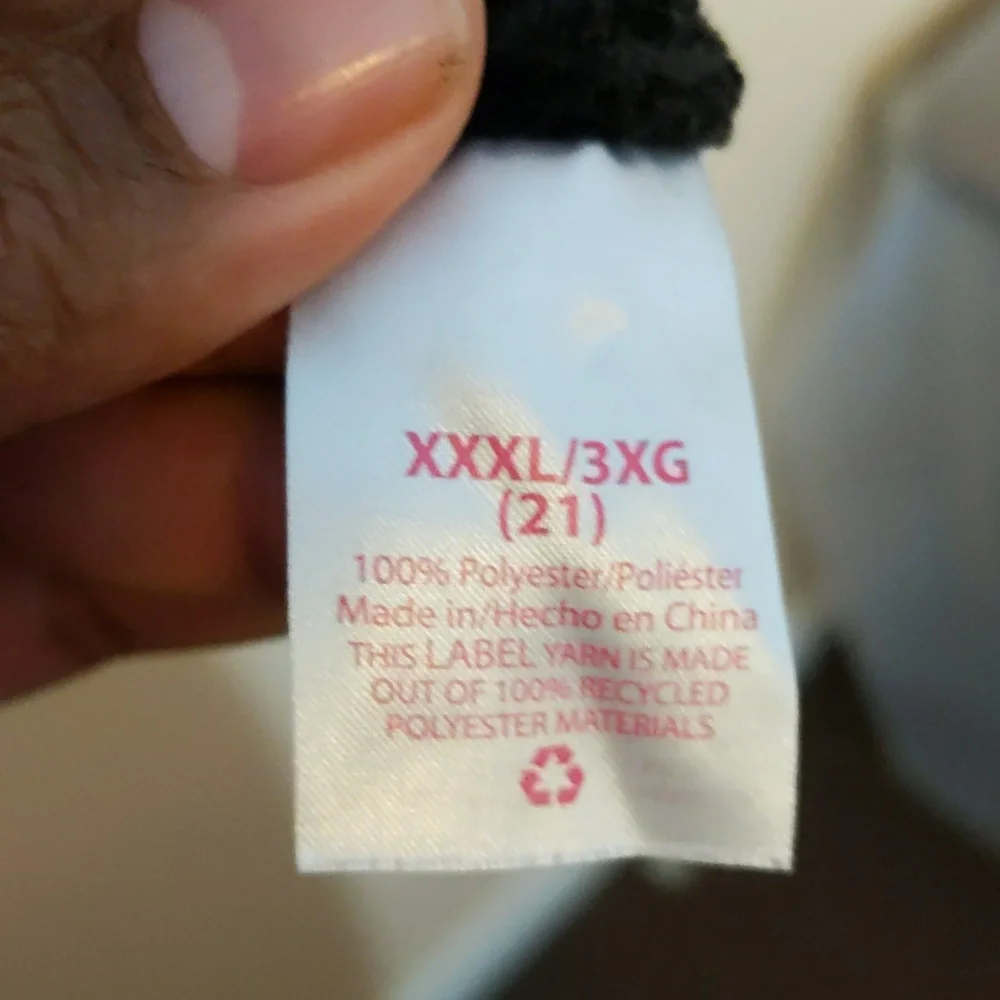 XXXL/3XG
(21)
100% Polyester/Poliéster
Made in/Hecho en China
THIS LABEL YARN IS MADE
OUT OF 100% RECYCLED
POLYESTER MATERIALS